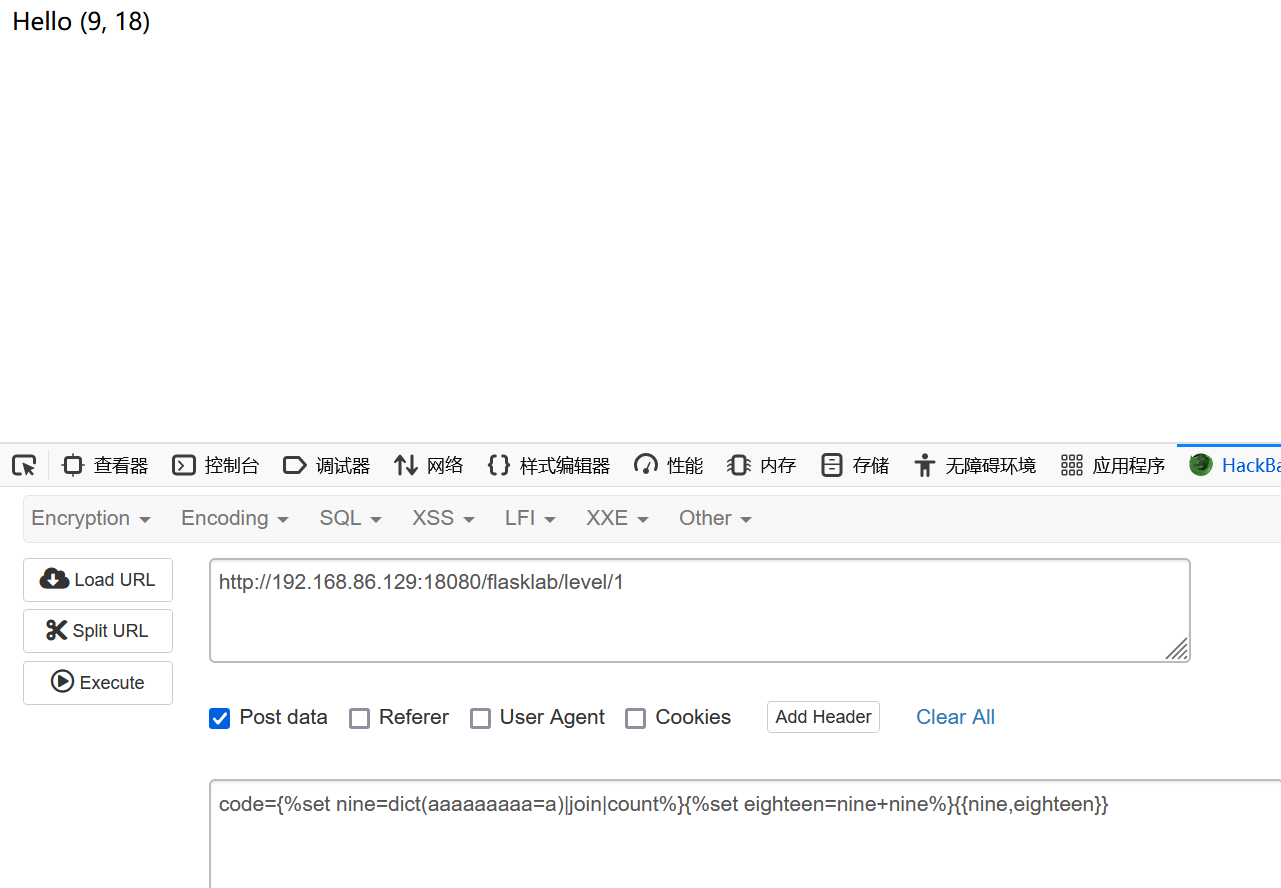 Hello (9, 18)
查看器 控制台 调试器 网络 样式编辑器 性能 内存 存储 无障碍环境 应用程序 HackBa
Encryption Encoding SQL XSS LFI XXE Other
Load URL
http://192.168.86.129:18080/flasklab/level/1
Split URL
Execute
Post data Referer User Agent Cookies Add Header Clear All
code={%set nine=dict(aaaaaaaaa=a)|join|count%}{%set eighteen=nine+nine%}{{nine,eighteen}}